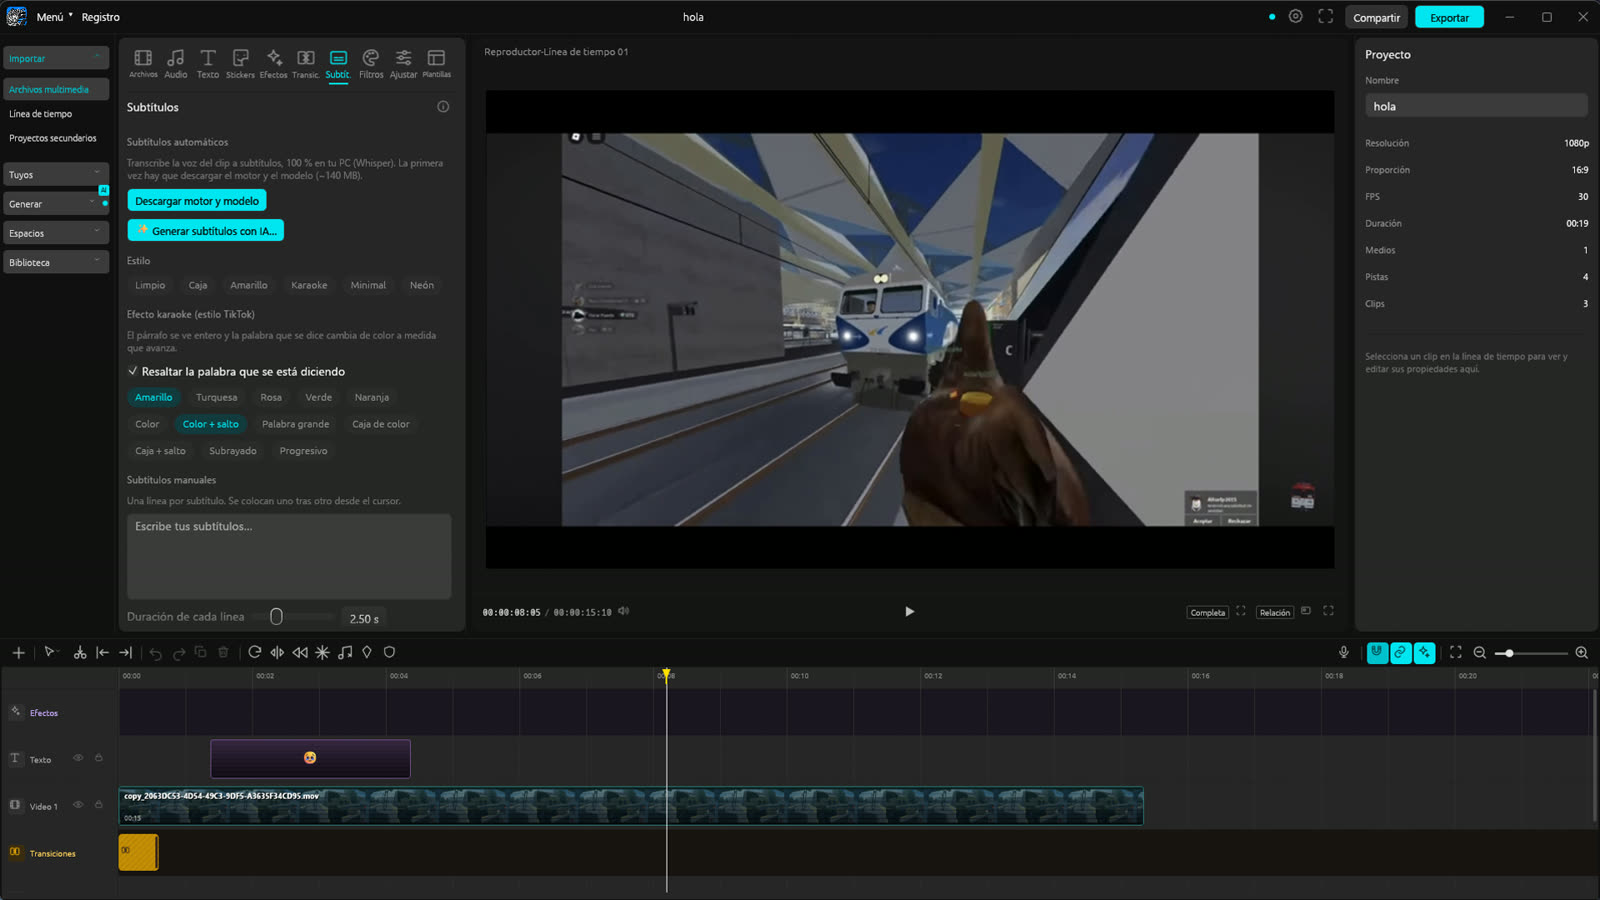 Menú
Registro
hola
Compartir
Exportar
Importar
Archivos multimedia
Línea de tiempo
Proyectos secundarios
Tuyos
AI
Generar
Espacios
Biblioteca
Archivos
Audio
Texto
Stickers
Efectos
Transic.
Subtít.
Filtros
Ajustar
Plantillas
Subtítulos
Subtítulos automáticos
Transcribe la voz del clip a subtítulos, 100 % en tu PC (Whisper). La primera
vez hay que descargar el motor y el modelo (~140 MB).
Descargar motor y modelo
Generar subtítulos con IA...
Estilo
Limpio
Caja
Amarillo
Karaoke
Minimal
Neón
Efecto karaoke (estilo TikTok)
El párrafo se ve entero y la palabra que se dice cambia de color a medida
que avanza.
Resaltar la palabra que se está diciendo
Amarillo
Turquesa
Rosa
Verde
Naranja
Color
Color + salto
Palabra grande
Caja de color
Caja + salto
Subrayado
Progresivo
Subtítulos manuales
Una línea por subtítulo. Se colocan uno tras otro desde el cursor.
Escribe tus subtítulos...
Duración de cada línea
2.50 s
Reproductor-Línea de tiempo 01
C
Aceptar
Rechazar
00:00:08:05 / 00:00:15:10
Completa
Relación
Proyecto
Nombre
hola
Resolución 1080p
Proporción 16:9
FPS 30
Duración 00:19
Medios 1
Pistas 4
Clips 3
Selecciona un clip en la línea de tiempo para ver y
editar sus propiedades aquí.
00:00
00:02
00:04
00:06
00:08
00:10
00:12
00:14
00:16
00:18
00:20
Efectos
Texto
Video 1
copy_2063DC53-4D54-49C3-9DF5-A3635F34CD95.mov
00:15
Transiciones